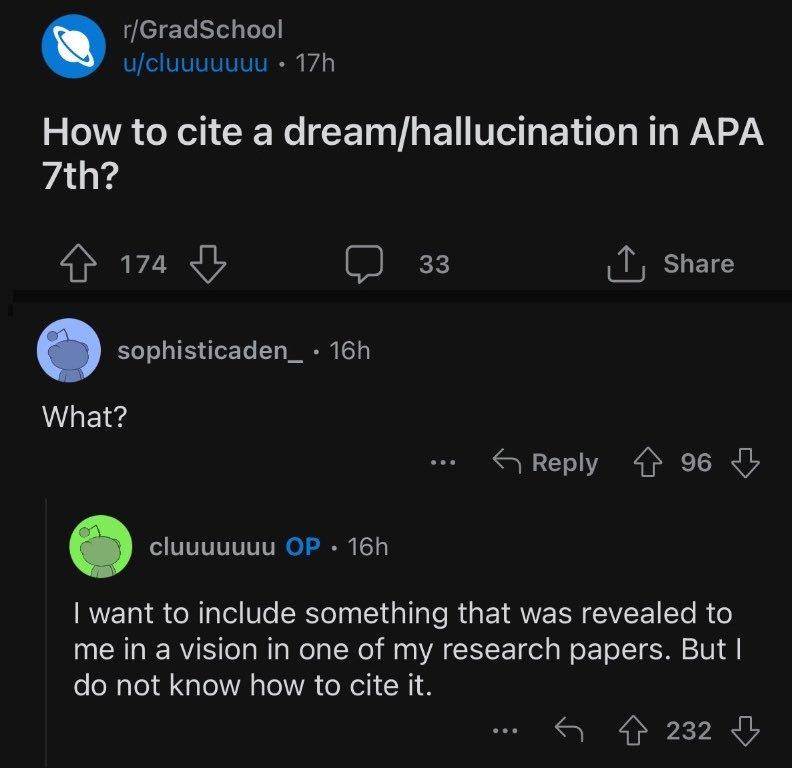 r/GradSchool
u/cluuuuuuu • 17h
How to cite a dream/hallucination in APA
7th?
174 33 Share
sophisticaden_ • 16h
What?
... Reply 96
cluuuuuuu OP • 16h
I want to include something that was revealed to
me in a vision in one of my research papers. But I
do not know how to cite it.
... 232